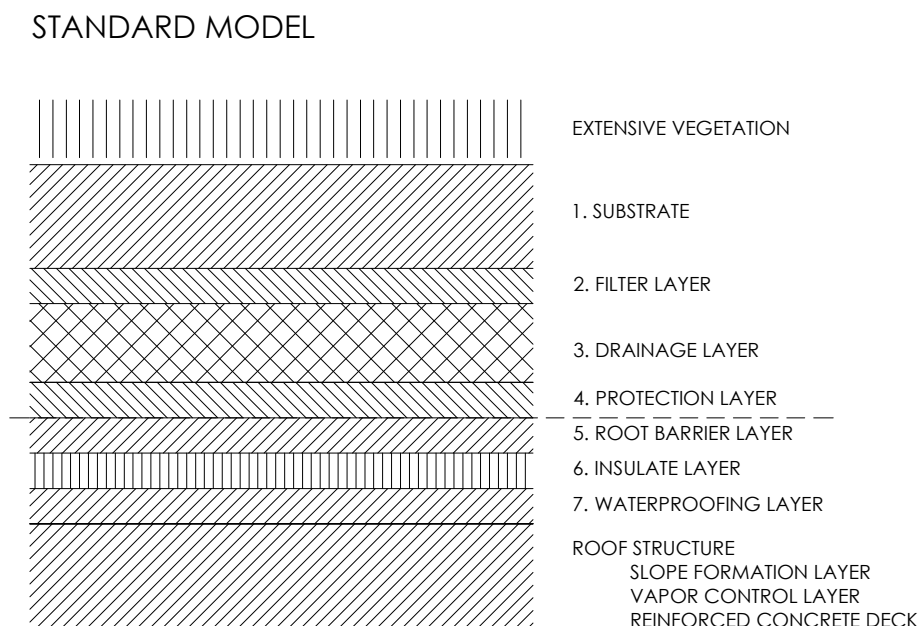 STANDARD MODEL
EXTENSIVE VEGETATION
1. SUBSTRATE
2. FILTER LAYER
3. DRAINAGE LAYER
4. PROTECTION LAYER
5. ROOT BARRIER LAYER
6. INSULATE LAYER
7. WATERPROOFING LAYER
ROOF STRUCTURE
SLOPE FORMATION LAYER
VAPOR CONTROL LAYER
REINFORCED CONCRETE DECK